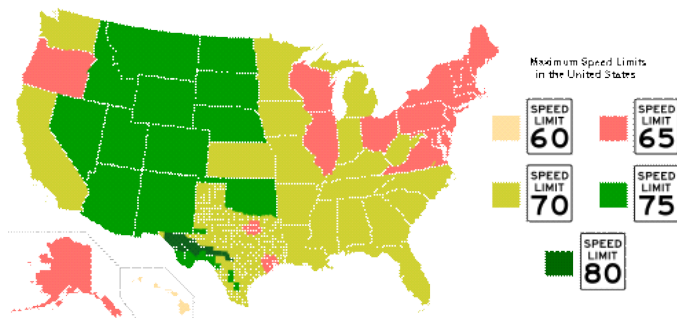 Maximum Speed Limits
in the United States
SPEED
LIMIT
60
SPEED
LIMIT
65
SPEED
LIMIT
70
SPEED
LIMIT
75
SPEED
LIMIT
80